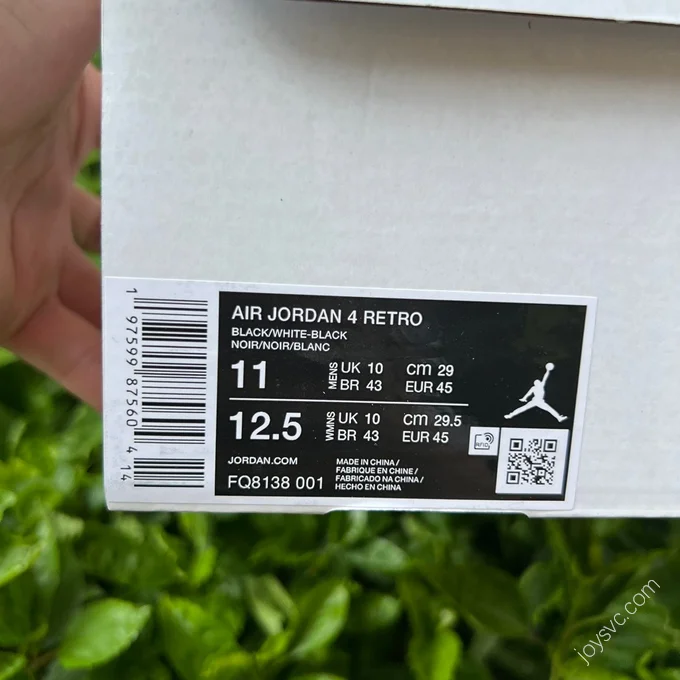 AIR JORDAN 4 RETRO
BLACK/WHITE-BLACK
NOIR/NOIR/BLANC
11 MENS UK 10 cm 29
BR 43 EUR 45
12.5 WMNS UK 10 cm 29.5
BR 43 EUR 45
JORDAN.COM
FQ8138 001
MADE IN CHINA /
FABRIQUE EN CHINE /
FABRICADO NA CHINA /
HECHO EN CHINA
RFID
1 97599 87560 4 14
joysvc.com